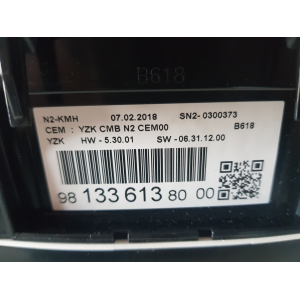 B618
N2-KMH 07.02.2018 SN2- 0300373
CEM : YZK CMB N2 CEM00 B618
YZK HW - 5.30.01 SW - 06.31.12.00
98 133 613 80 00